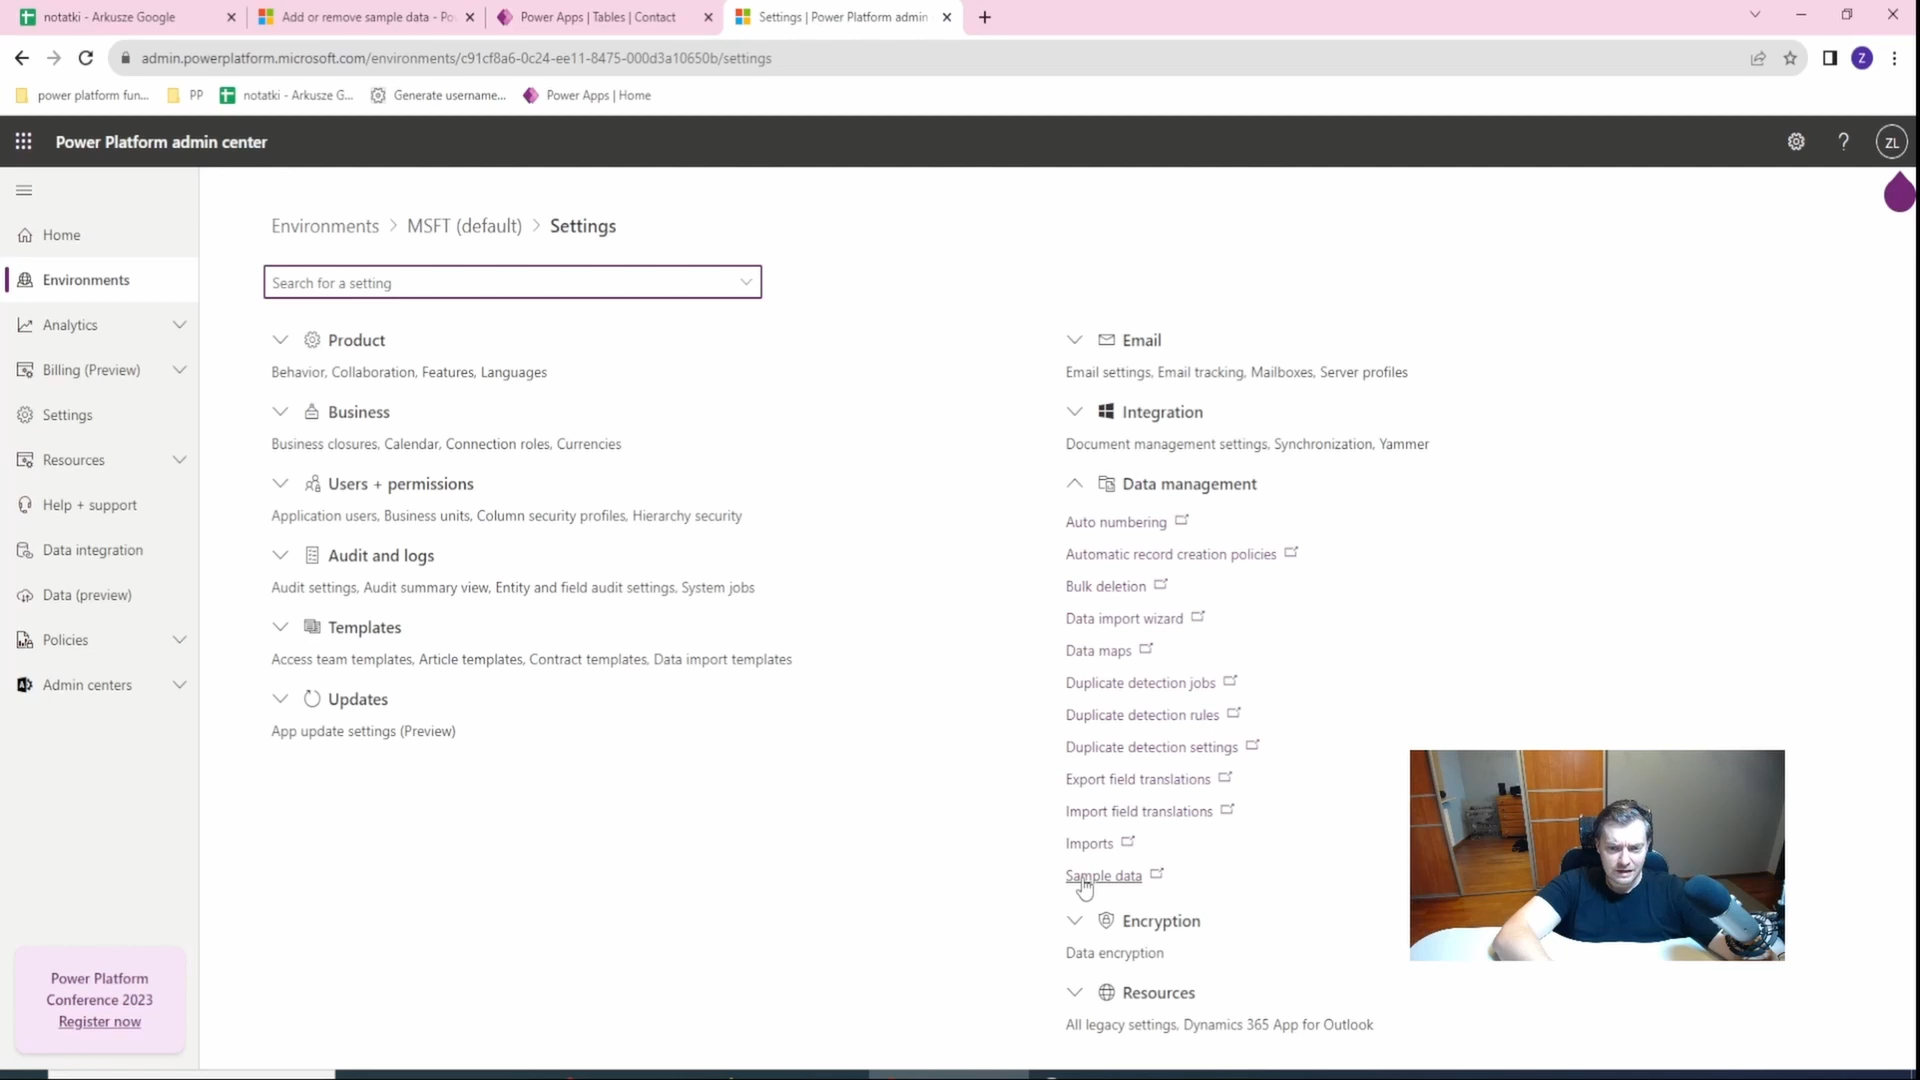 notatki - Arkusze Google
Add or remove sample data - Po
Power Apps | Tables | Contact
Settings | Power Platform admin
admin.powerplatform.microsoft.com/environments/c91cf8a6-0c24-ee11-8475-000d3a10650b/settings
Z
power platform fun...
PP
notatki - Arkusze G...
Generate username...
Power Apps | Home
Power Platform admin center
?
ZL
Environments > MSFT (default) > Settings
Search for a setting
Home
Environments
Analytics
Billing (Preview)
Settings
Resources
Help + support
Data integration
Data (preview)
Policies
Admin centers
Power Platform
Conference 2023
Register now
Product
Behavior, Collaboration, Features, Languages
Business
Business closures, Calendar, Connection roles, Currencies
Users + permissions
Application users, Business units, Column security profiles, Hierarchy security
Audit and logs
Audit settings, Audit summary view, Entity and field audit settings, System jobs
Templates
Access team templates, Article templates, Contract templates, Data import templates
Updates
App update settings (Preview)
Email
Email settings, Email tracking, Mailboxes, Server profiles
Integration
Document management settings, Synchronization, Yammer
Data management
Auto numbering
Automatic record creation policies
Bulk deletion
Data import wizard
Data maps
Duplicate detection jobs
Duplicate detection rules
Duplicate detection settings
Export field translations
Import field translations
Imports
Sample data
Encryption
Data encryption
Resources
All legacy settings, Dynamics 365 App for Outlook